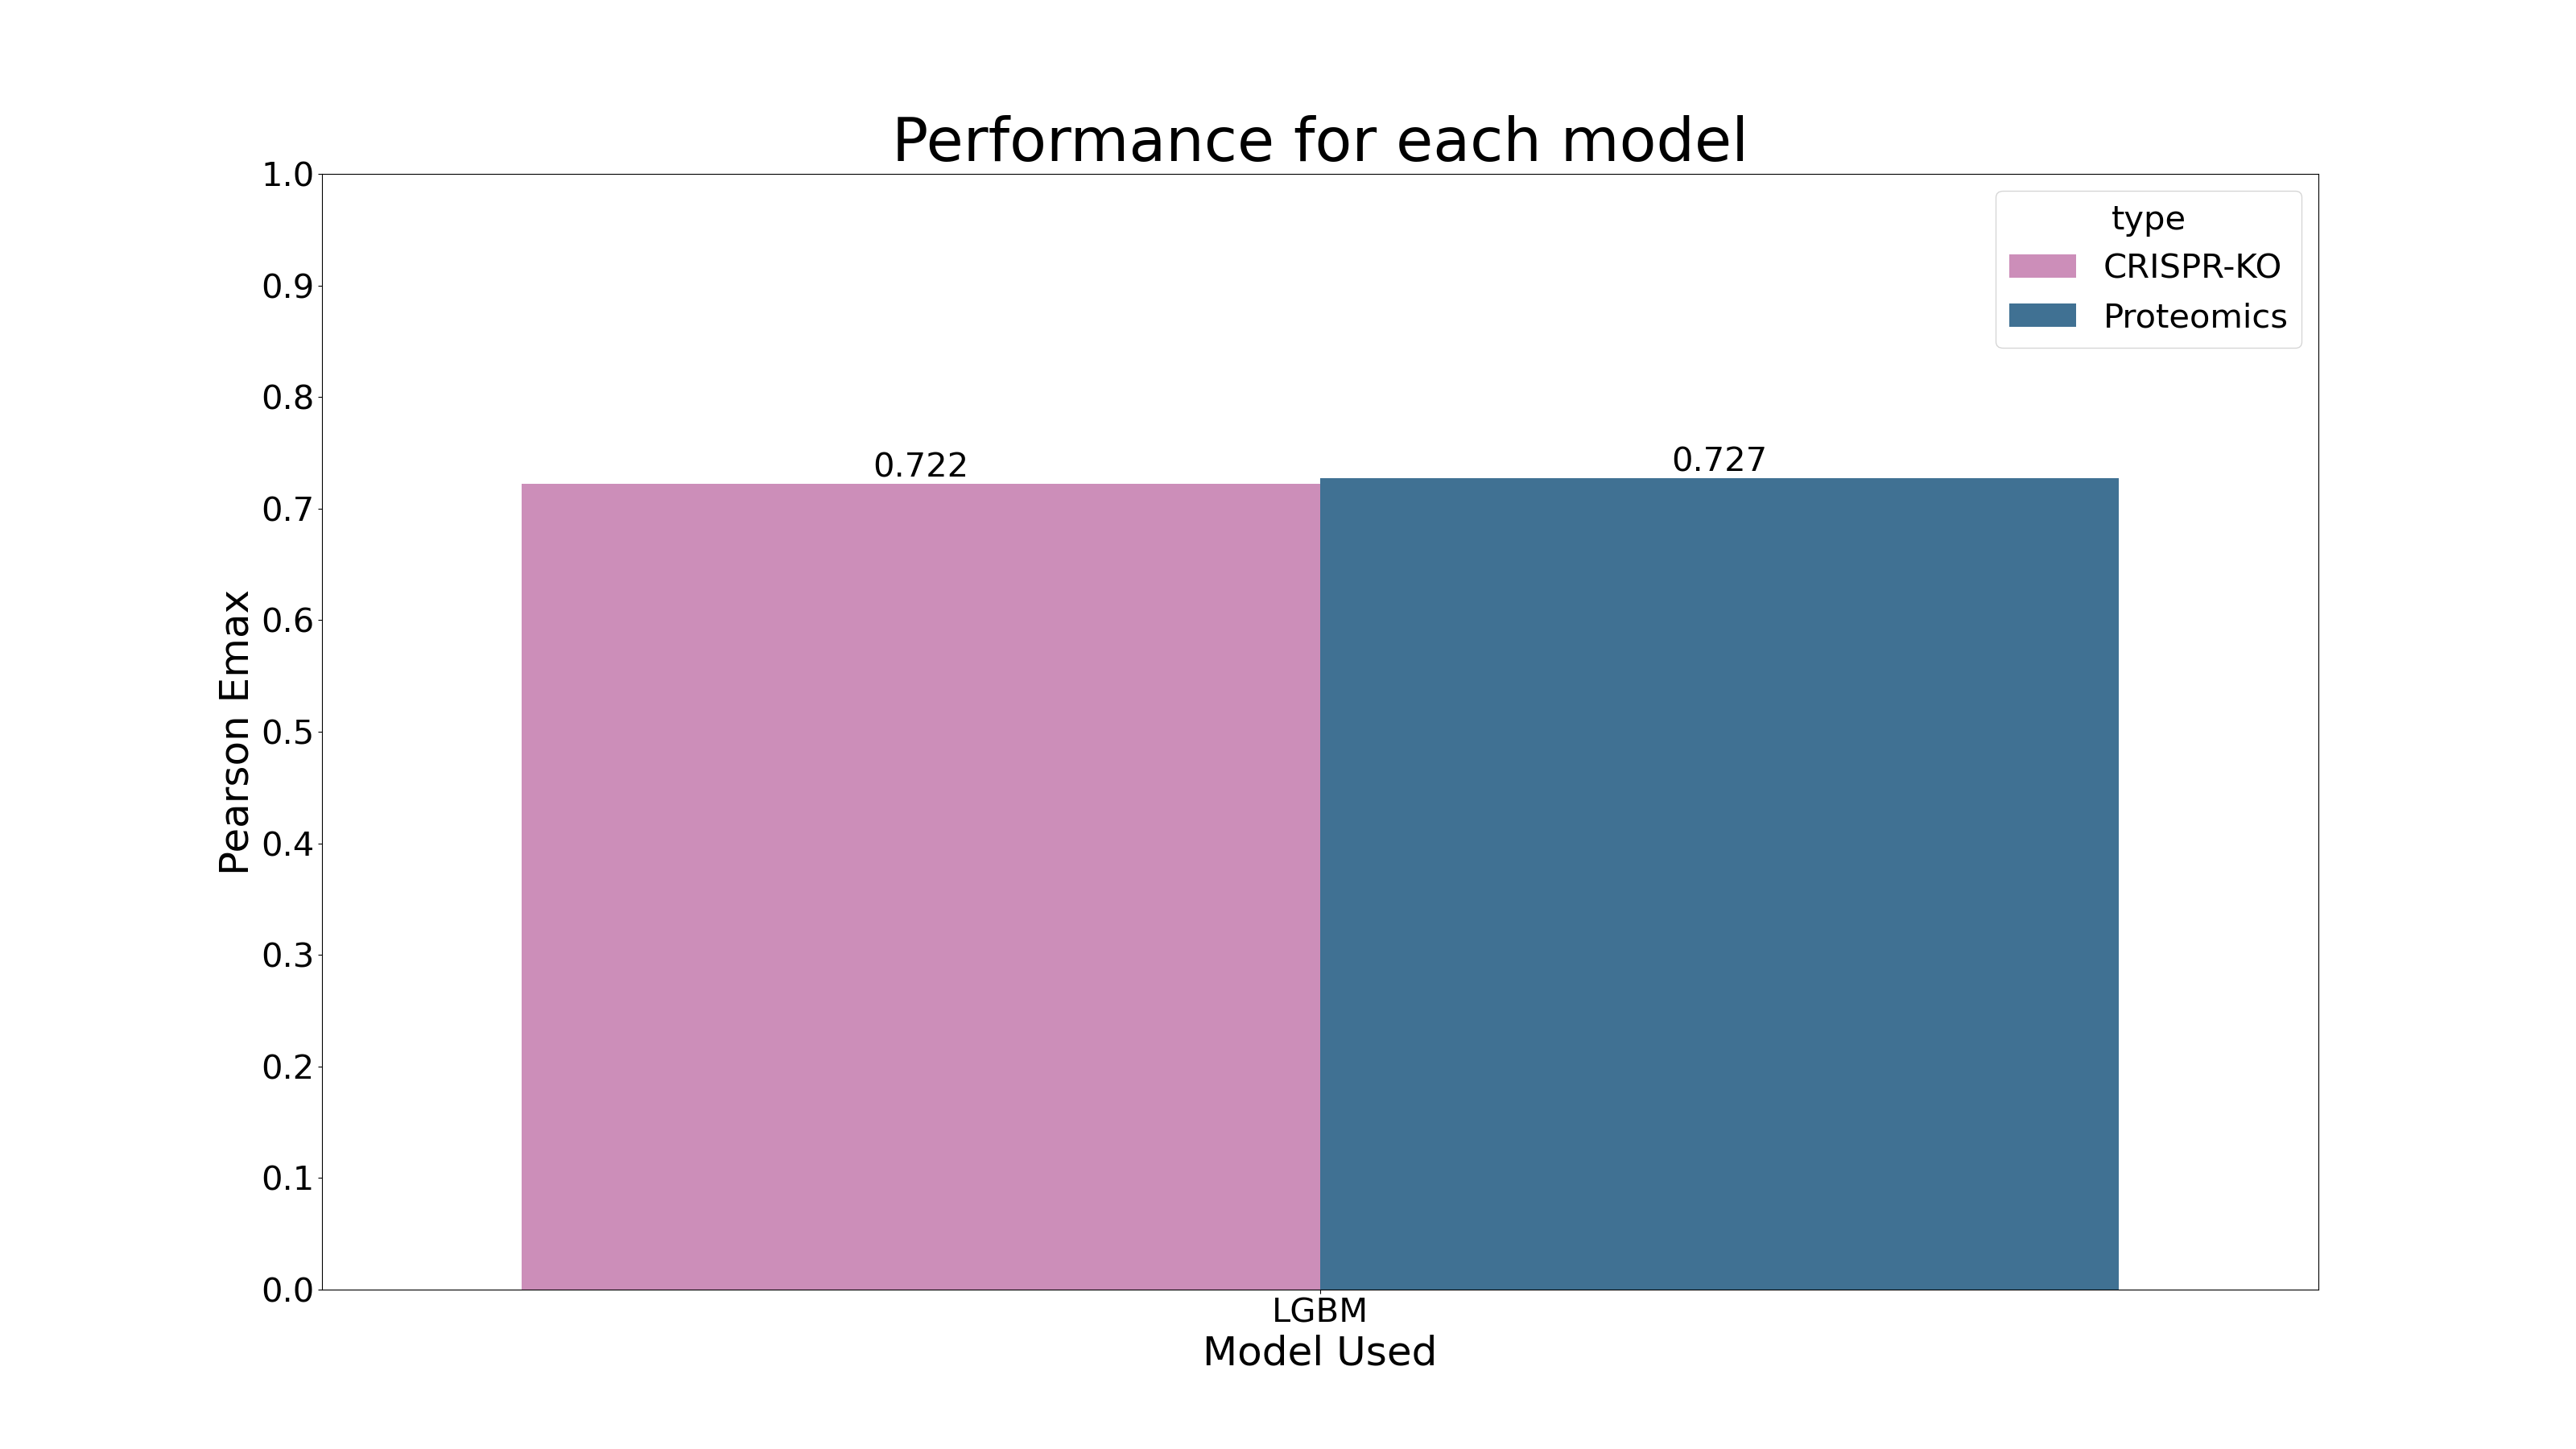 Performance for each model
1.0
0.9
0.8
0.7
0.6
0.5
0.4
0.3
0.2
0.1
0.0
Pearson Emax
type
CRISPR-KO
Proteomics
0.722
0.727
LGBM
Model Used